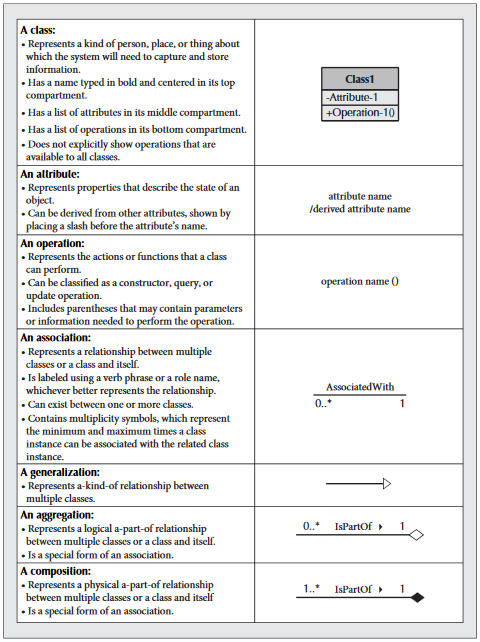 A class:
• Represents a kind of person, place, or thing about
which the system will need to capture and store
information.
• Has a name typed in bold and centered in its top
compartment.
• Has a list of attributes in its middle compartment.
• Has a list of operations in its bottom compartment.
• Does not explicitly show operations that are
available to all classes.
Class1
-Attribute-1
+Operation-1()
An attribute:
• Represents properties that describe the state of an
object.
• Can be derived from other attributes, shown by
placing a slash before the attribute's name.
attribute name
/derived attribute name
An operation:
• Represents the actions or functions that a class
can perform.
• Can be classified as a constructor, query, or
update operation.
• Includes parentheses that may contain parameters
or information needed to perform the operation.
operation name ()
An association:
• Represents a relationship between multiple
classes or a class and itself.
• Is labeled using a verb phrase or a role name,
whichever better represents the relationship.
• Can exist between one or more classes.
• Contains multiplicity symbols, which represent
the minimum and maximum times a class
instance can be associated with the related class
instance.
AssociatedWith
0..* 1
A generalization:
• Represents a-kind-of relationship between
multiple classes.
An aggregation:
• Represents a logical a-part-of relationship
between multiple classes or a class and itself.
• Is a special form of an association.
0..* IsPartOf ▸ 1
A composition:
• Represents a physical a-part-of relationship
between multiple classes or a class and itself
• Is a special form of an association.
1..* IsPartOf ▸ 1